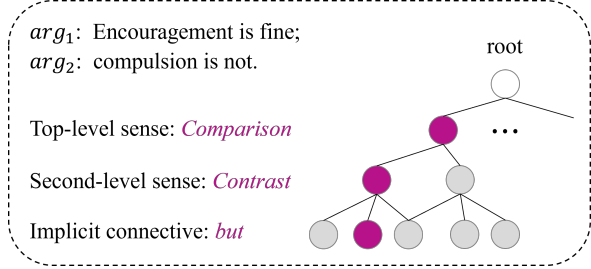 arg₁: Encouragement is fine;
arg₂: compulsion is not.
root
Top-level sense: Comparison
...
Second-level sense: Contrast
Implicit connective: but